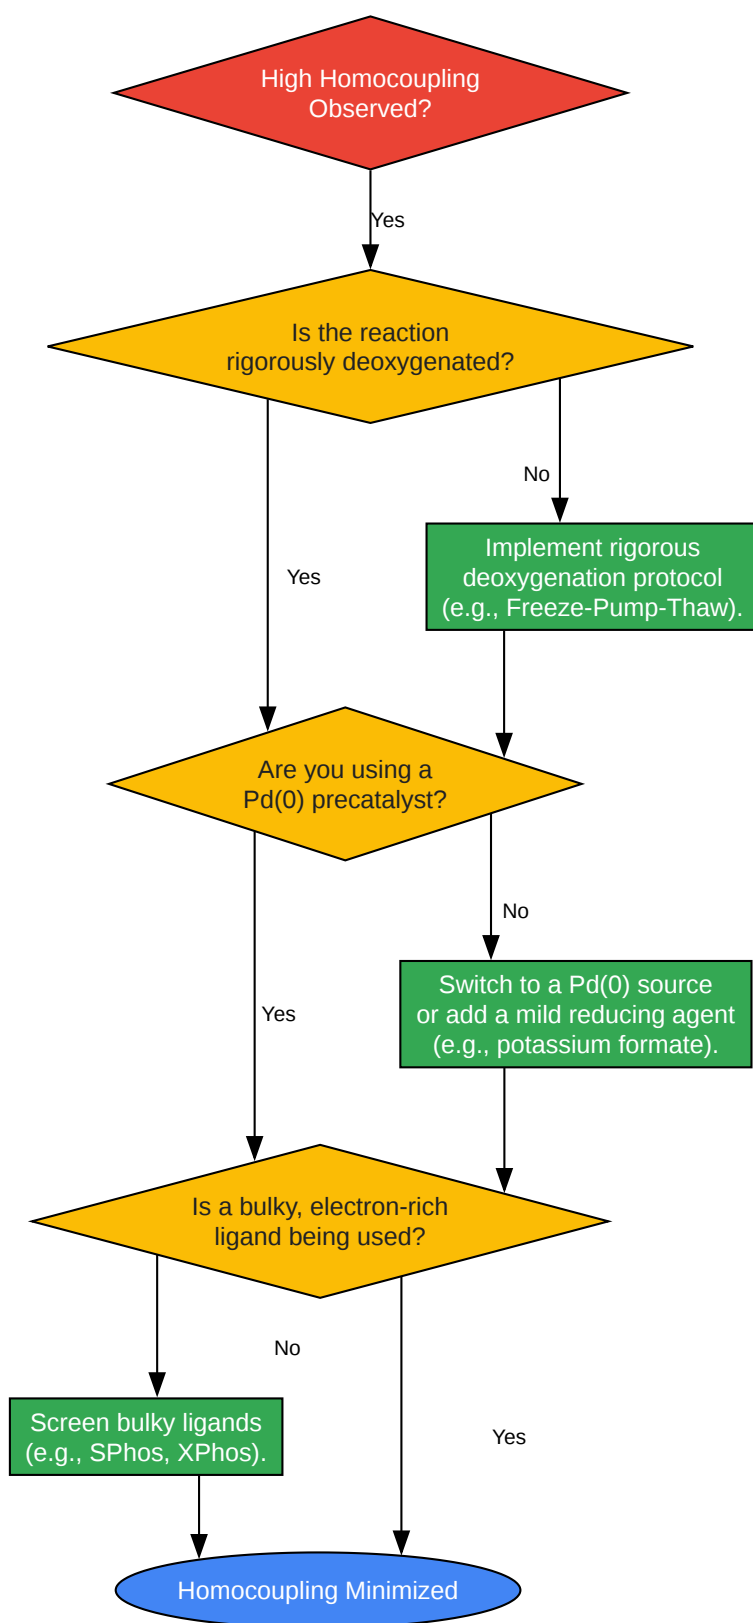 High Homocoupling
Observed?
Yes
Is the reaction
rigorously deoxygenated?
No
Implement rigorous
deoxygenation protocol
(e.g., Freeze-Pump-Thaw).
Yes
Are you using a
Pd(0) precatalyst?
No
Switch to a Pd(0) source
or add a mild reducing agent
(e.g., potassium formate).
Yes
Is a bulky, electron-rich
ligand being used?
No
Screen bulky ligands
(e.g., SPhos, XPhos).
Yes
Homocoupling Minimized